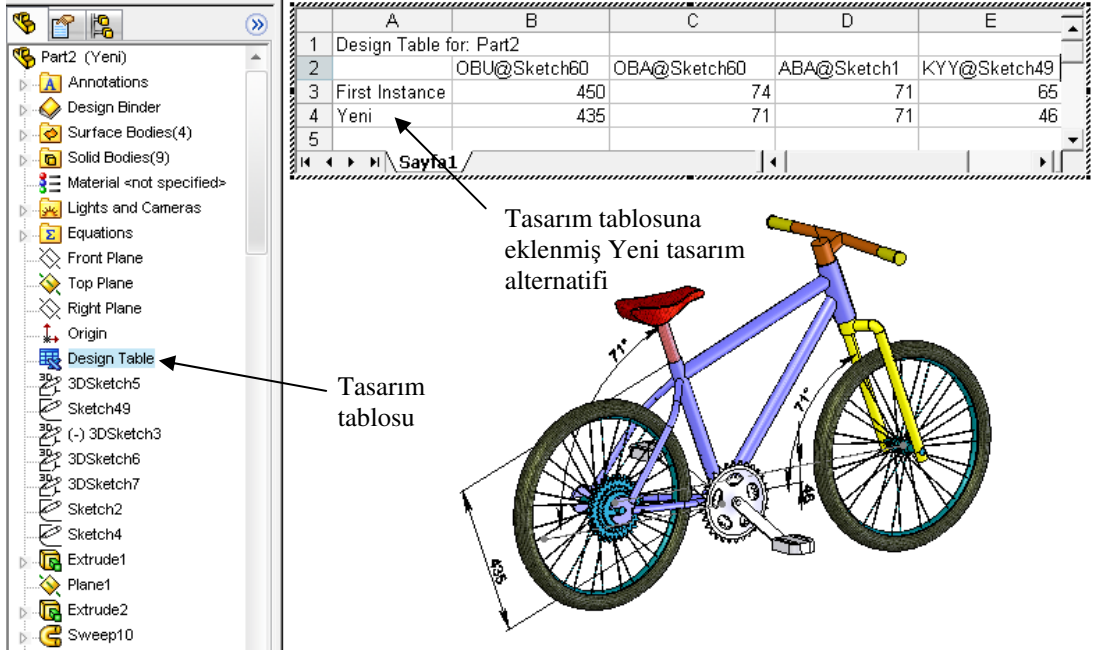 Part2 (Yeni)
Annotations
Design Binder
Surface Bodies(4)
Solid Bodies(9)
Material <not specified>
Lights and Cameras
Equations
Front Plane
Top Plane
Right Plane
Origin
Design Table
3DSketch5
Sketch49
(-) 3DSketch3
3DSketch6
3DSketch7
Sketch2
Sketch4
Extrude1
Plane1
Extrude2
Sweep10
A B C D E
1 Design Table for: Part2
2 OBU@Sketch60 OBA@Sketch60 ABA@Sketch1 KYY@Sketch49
3 First Instance 450 74 71 65
4 Yeni 435 71 71 46
5
Sayfa1
Tasarım tablosuna
eklenmiş Yeni tasarım
alternatifi
Tasarım
tablosu
71°
71°
46
435